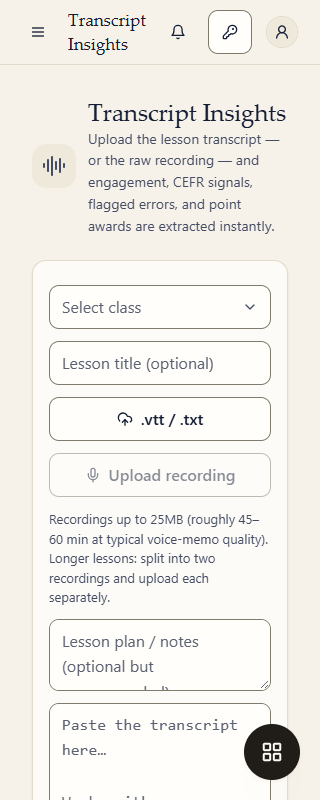 Transcript
Insights
Transcript Insights
Upload the lesson transcript —
or the raw recording — and
engagement, CEFR signals,
flagged errors, and point
awards are extracted instantly.
Select class
Lesson title (optional)
.vtt / .txt
Upload recording
Recordings up to 25MB (roughly 45–
60 min at typical voice-memo quality).
Longer lessons: split into two
recordings and upload each
separately.
Lesson plan / notes
(optional but
Paste the transcript
here…